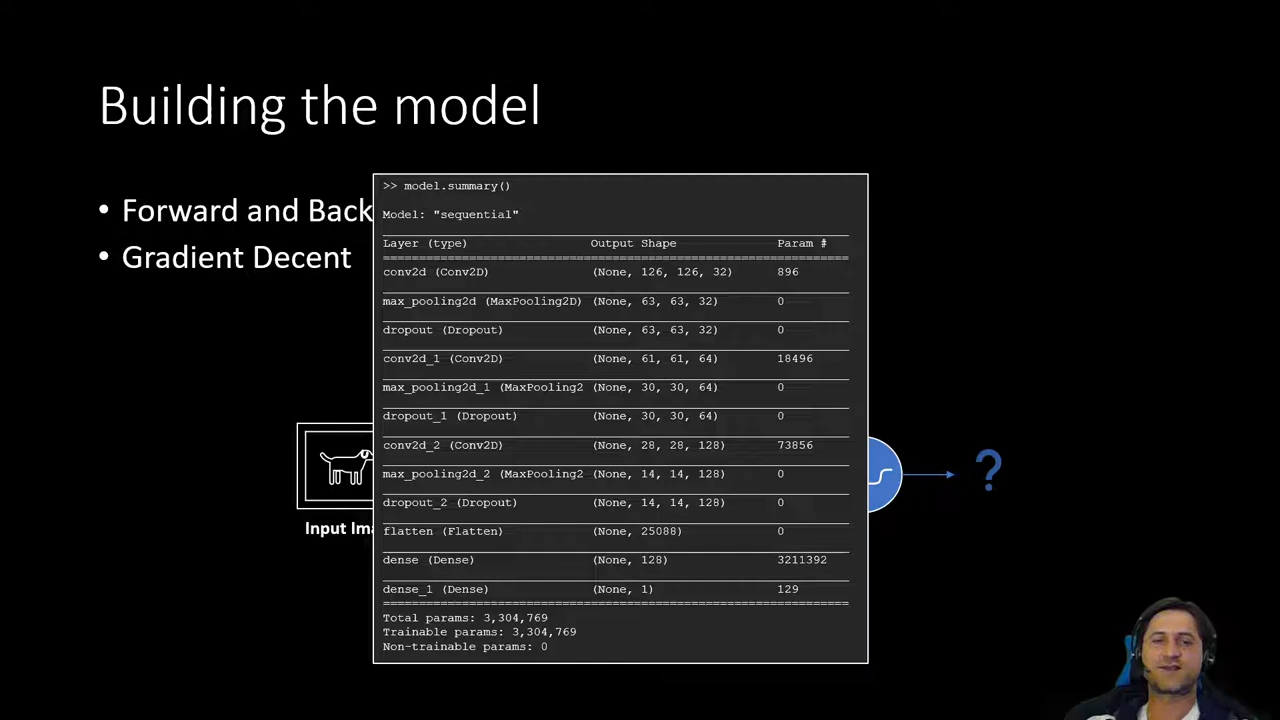 Building the model
• Forward and Back
• Gradient Decent
>> model.summary()
Model: "sequential"
Layer (type) Output Shape Param #
conv2d (Conv2D) (None, 126, 126, 32) 896
max_pooling2d (MaxPooling2D) (None, 63, 63, 32) 0
dropout (Dropout) (None, 63, 63, 32) 0
conv2d_1 (Conv2D) (None, 61, 61, 64) 18496
max_pooling2d_1 (MaxPooling2 (None, 30, 30, 64) 0
dropout_1 (Dropout) (None, 30, 30, 64) 0
conv2d_2 (Conv2D) (None, 28, 28, 128) 73856
max_pooling2d_2 (MaxPooling2 (None, 14, 14, 128) 0
dropout_2 (Dropout) (None, 14, 14, 128) 0
flatten (Flatten) (None, 25088) 0
dense (Dense) (None, 128) 3211392
dense_1 (Dense) (None, 1) 129
Total params: 3,304,769
Trainable params: 3,304,769
Non-trainable params: 0
?
Input Ima